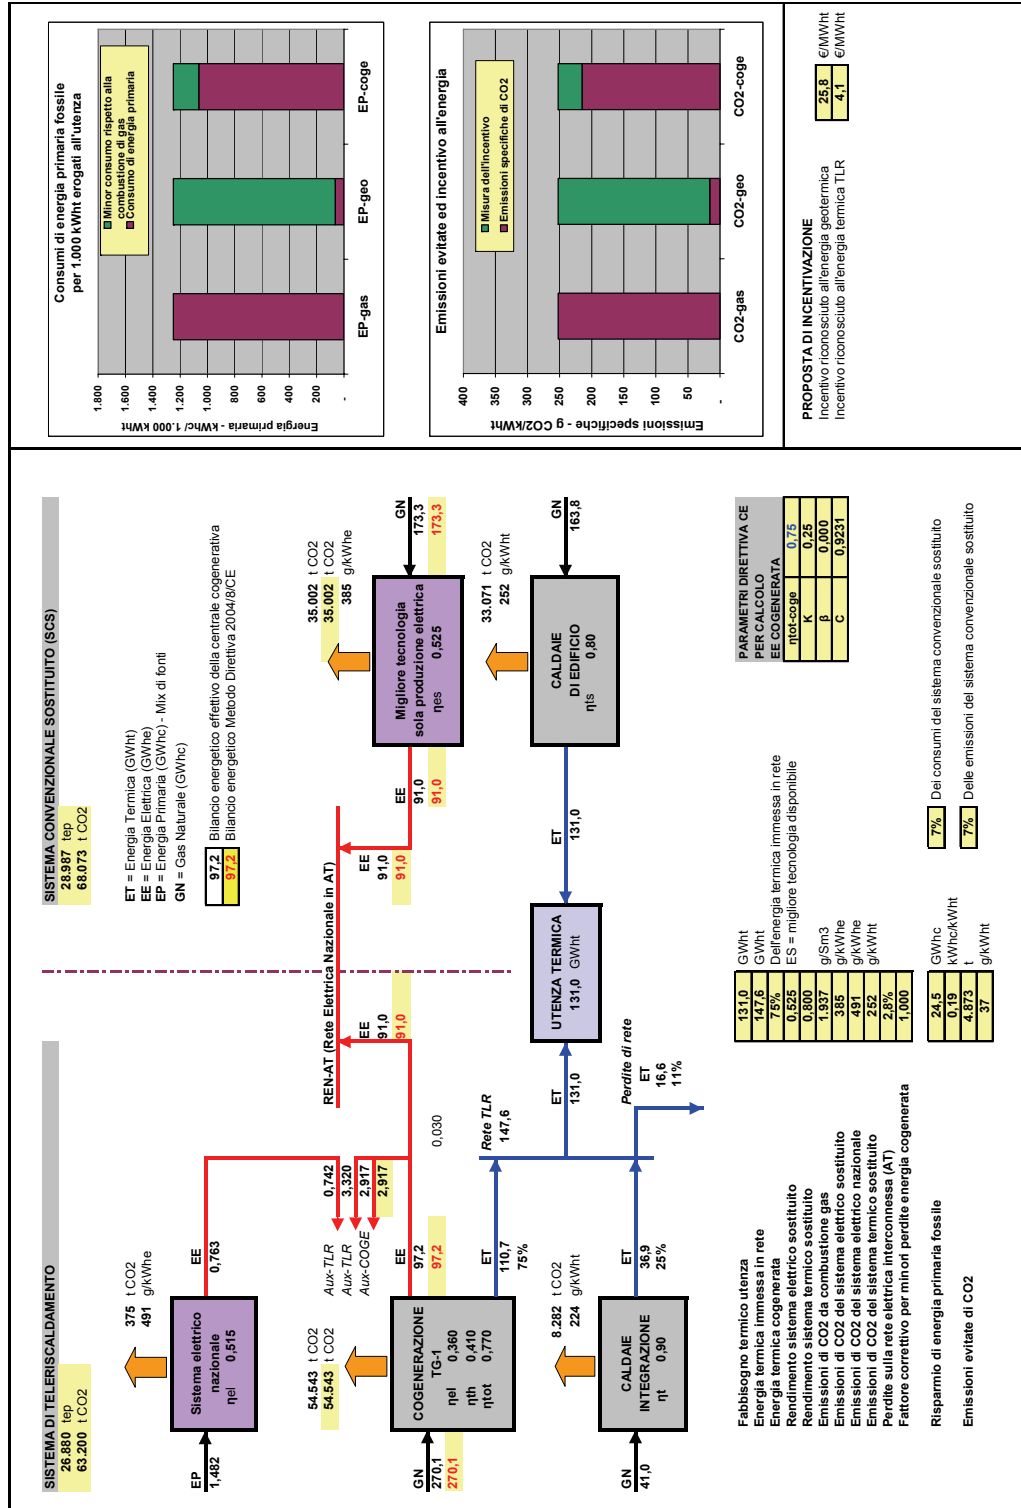 SISTEMA DI TELERISCALDAMENTO
26.880 tep
63.200 t CO2
SISTEMA CONVENZIONALE SOSTITUITO (SCS)
28.987 tep
68.073 t CO2
ET = Energia Termica (GWht)
EE = Energia Elettrica (GWhe)
EP = Energia Primaria (GWhc) - Mix di fonti
GN = Gas Naturale (GWhc)
97,2 Bilancio energetico effettivo della centrale cogenerativa
97,2 Bilancio energetico Metodo Direttiva 2004/8/CE
375 t CO2
491 g/kWhe
EP
1,482
Sistema elettrico
nazionale
ηel 0,515
EE
0,763
REN-AT (Rete Elettrica Nazionale in AT)
Aux-TLR 0,742
Aux-TLR 3,320
Aux-COGE 2,917
2,917
EE
91,0
91,0
EE
91,0
91,0
EE
91,0
91,0
35.002 t CO2
35.002 t CO2
385 g/kWhe
Migliore tecnologia
sola produzione elettrica
ηes 0,525
GN
173,3
173,3
54.543 t CO2
54.543 t CO2
GN
270,1
270,1
COGENERAZIONE
TG-1
ηel 0,360
ηth 0,410
ηtot 0,770
EE
97,2
97,2
0,030
ET
110,7
75%
Rete TLR
147,6
ET
131,0
UTENZA TERMICA
131,0 GWht
ET
131,0
33.071 t CO2
252 g/kWht
CALDAIE
DI EDIFICIO
ηts 0,80
GN
163,8
8.282 t CO2
224 g/kWht
GN
41,0
CALDAIE
INTEGRAZIONE
ηt 0,90
ET
36,9
25%
Perdite di rete
ET
16,6
11%
Fabbisogno termico utenza 131,0 GWht
Energia termica immessa in rete 147,6 GWht
Energia termica cogenerata 75% Dell'energia termica immessa in rete
Rendimento sistema elettrico sostituito 0,525 ES = migliore tecnologia disponibile
Rendimento sistema termico sostituito 0,800
Emissioni di CO2 da combustione gas 1.937 g/Sm3
Emissioni di CO2 del sistema elettrico sostituito 385 g/kWhe
Emissioni di CO2 del sistema elettrico nazionale 491 g/kWhe
Emissioni di CO2 del sistema termico sostituito 252 g/kWht
Perdite sulla rete elettrica interconnessa (AT) 2,8%
Fattore correttivo per minori perdite energia cogenerata 1,000
Risparmio di energia primaria fossile 24,5 GWhc 7% Dei consumi del sistema convenzionale sostituito
0,19 kWhc/kWht
Emissioni evitate di CO2 4.873 t 7% Delle emissioni del sistema convenzionale sostituito
37 g/kWht
PARAMETRI DIRETTIVA CE
PER CALCOLO
EE COGENERATA
ηtot-coge 0,75
K 0,25
β 0,000
C 0,9231
Consumi di energia primaria fossile
per 1.000 kWht erogati all'utenza
Energia primaria - kWhc/ 1.000 kWht
1.800
1.600
1.400
1.200
1.000
800
600
400
200
-
Minor consumo rispetto alla
combustione di gas
Consumo di energia primaria
EP-gas EP-geo EP-coge
Emissioni evitate ed incentivo all'energia
Emissioni specifiche - g CO2/kWht
400
350
300
250
200
150
100
50
-
Misura dell'incentivo
Emissioni specifiche di CO2
CO2-gas CO2-geo CO2-coge
PROPOSTA DI INCENTIVAZIONE
Incentivo riconosciuto all'energia geotermica 25,8 €/MWht
Incentivo riconosciuto all'energia termica TLR 4,1 €/MWht